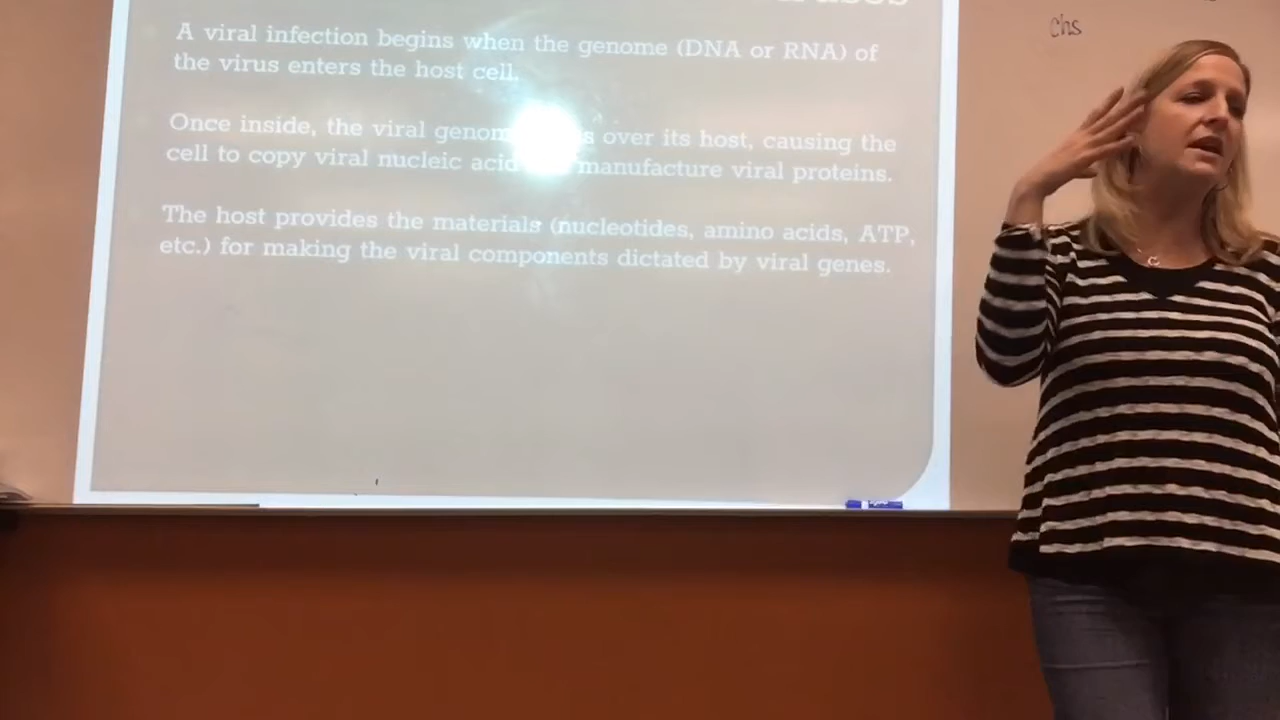 chs
A viral infection begins when the genome (DNA or RNA) of
the virus enters the host cell.
Once inside, the viral over its host, causing the
cell to copy viral nucleic manufacture viral proteins.
The host provides the materials (nucleotides, amino acids, ATP,
etc.) for making the viral components dictated by viral genes.